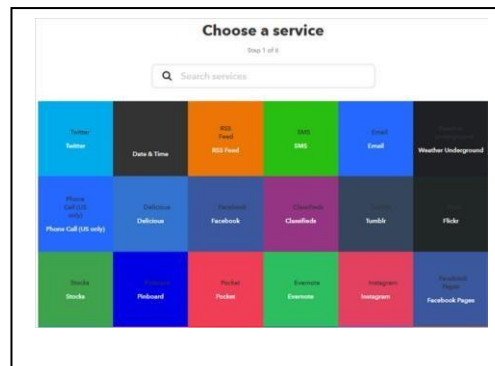 Choose a service
Step 1 of 6
Search services
Twitter
Twitter
Date & Time
RSS
Feed
RSS Feed
SMS
SMS
Email
Email
Weather Underground
Phone
Call (US
only)
Phone Call (US only)
Delicious
Delicious
Facebook
Facebook
Classifieds
Classifieds
Tumblr
Tumblr
Flickr
Stocks
Stocks
Pinboard
Pinboard
Pocket
Pocket
Evernote
Evernote
Instagram
Instagram
Facebook
Pages
Facebook Pages